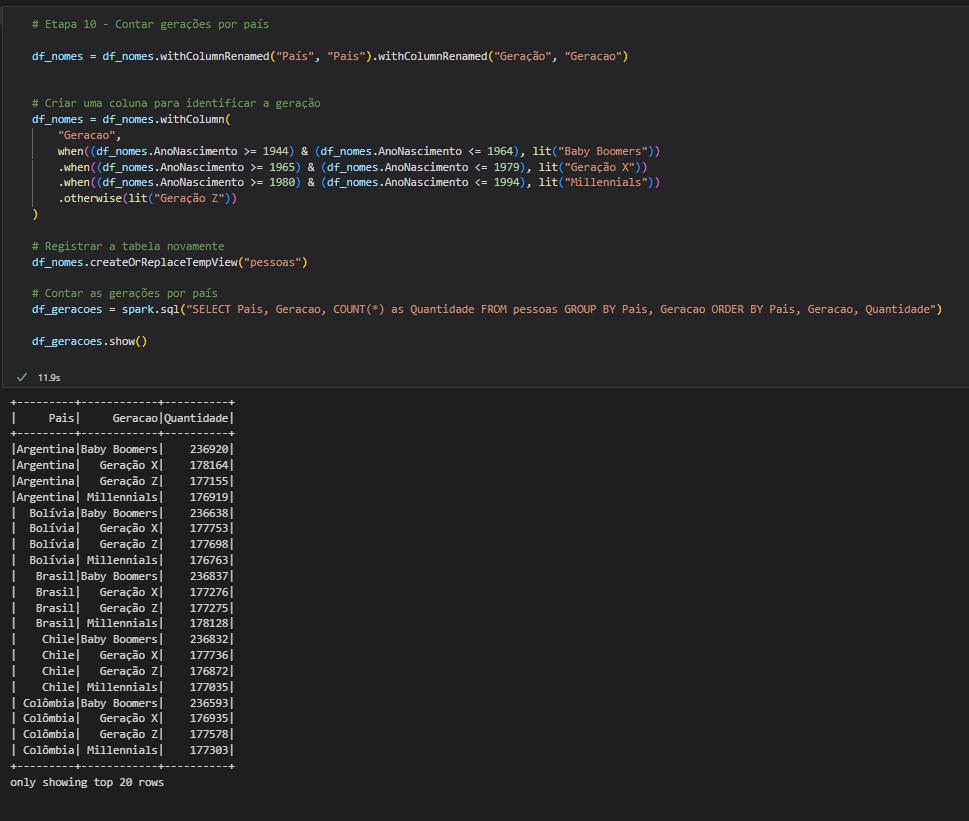 # Etapa 10 - Contar gerações por país
df_nomes = df_nomes.withColumnRenamed("País", "Pais").withColumnRenamed("Geração", "Geracao")
# Criar uma coluna para identificar a geração
df_nomes = df_nomes.withColumn(
"Geracao",
when((df_nomes.AnoNascimento >= 1944) & (df_nomes.AnoNascimento <= 1964), lit("Baby Boomers"))
.when((df_nomes.AnoNascimento >= 1965) & (df_nomes.AnoNascimento <= 1979), lit("Geração X"))
.when((df_nomes.AnoNascimento >= 1980) & (df_nomes.AnoNascimento <= 1994), lit("Millennials"))
.otherwise(lit("Geração Z"))
)
# Registrar a tabela novamente
df_nomes.createOrReplaceTempView("pessoas")
# Contar as gerações por país
df_geracoes = spark.sql("SELECT Pais, Geracao, COUNT(*) as Quantidade FROM pessoas GROUP BY Pais, Geracao ORDER BY Pais, Geracao, Quantidade")
df_geracoes.show()
11.9s
+---------+------------+----------+
|     Pais|     Geracao|Quantidade|
+---------+------------+----------+
|Argentina|Baby Boomers|    236920|
|Argentina|   Geração X|    178164|
|Argentina|   Geração Z|    177155|
|Argentina| Millennials|    176919|
|  Bolívia|Baby Boomers|    236638|
|  Bolívia|   Geração X|    177753|
|  Bolívia|   Geração Z|    177698|
|  Bolívia| Millennials|    176763|
|   Brasil|Baby Boomers|    236837|
|   Brasil|   Geração X|    177276|
|   Brasil|   Geração Z|    177275|
|   Brasil| Millennials|    178128|
|    Chile|Baby Boomers|    236832|
|    Chile|   Geração X|    177736|
|    Chile|   Geração Z|    176872|
|    Chile| Millennials|    177035|
| Colômbia|Baby Boomers|    236593|
| Colômbia|   Geração X|    176935|
| Colômbia|   Geração Z|    177578|
| Colômbia| Millennials|    177303|
+---------+------------+----------+
only showing top 20 rows